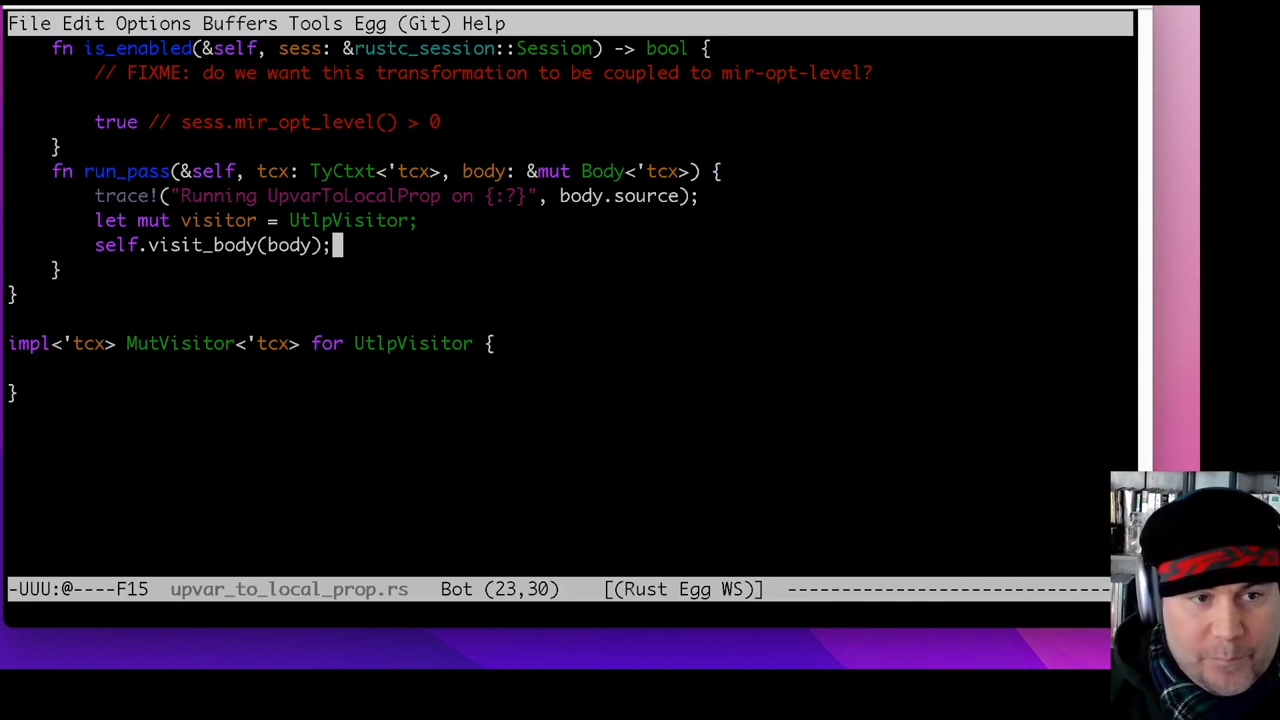 File Edit Options Buffers Tools Egg (Git) Help
    fn is_enabled(&self, sess: &rustc_session::Session) -> bool {
        // FIXME: do we want this transformation to be coupled to mir-opt-level?
        true // sess.mir_opt_level() > 0
    }
    fn run_pass(&self, tcx: TyCtxt<'tcx>, body: &mut Body<'tcx>) {
        trace!("Running UpvarToLocalProp on {:?}", body.source);
        let mut visitor = UtlpVisitor;
        self.visit_body(body);
    }
}
impl<'tcx> MutVisitor<'tcx> for UtlpVisitor {
}
-UUU:@----F15  upvar_to_local_prop.rs   Bot (23,30)    [(Rust Egg WS)] ------------------------------